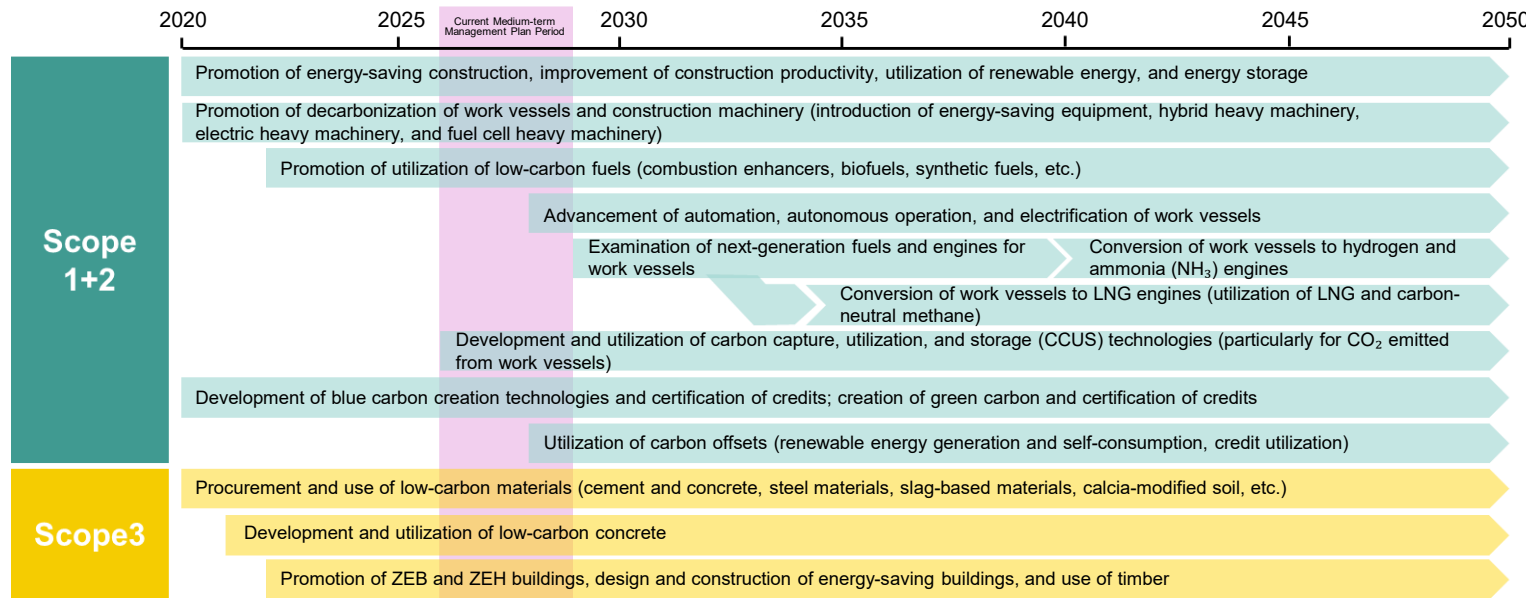 2020 2025 2030 2035 2040 2045 2050
Current Medium-term
Management Plan Period
Scope
1+2
Promotion of energy-saving construction, improvement of construction productivity, utilization of renewable energy, and energy storage
Promotion of decarbonization of work vessels and construction machinery (introduction of energy-saving equipment, hybrid heavy machinery,
electric heavy machinery, and fuel cell heavy machinery)
Promotion of utilization of low-carbon fuels (combustion enhancers, biofuels, synthetic fuels, etc.)
Advancement of automation, autonomous operation, and electrification of work vessels
Examination of next-generation fuels and engines for
work vessels
Conversion of work vessels to hydrogen and
ammonia (NH₃) engines
Conversion of work vessels to LNG engines (utilization of LNG and carbon-
neutral methane)
Development and utilization of carbon capture, utilization, and storage (CCUS) technologies (particularly for CO₂ emitted
from work vessels)
Development of blue carbon creation technologies and certification of credits; creation of green carbon and certification of credits
Utilization of carbon offsets (renewable energy generation and self-consumption, credit utilization)
Scope3
Procurement and use of low-carbon materials (cement and concrete, steel materials, slag-based materials, calcia-modified soil, etc.)
Development and utilization of low-carbon concrete
Promotion of ZEB and ZEH buildings, design and construction of energy-saving buildings, and use of timber